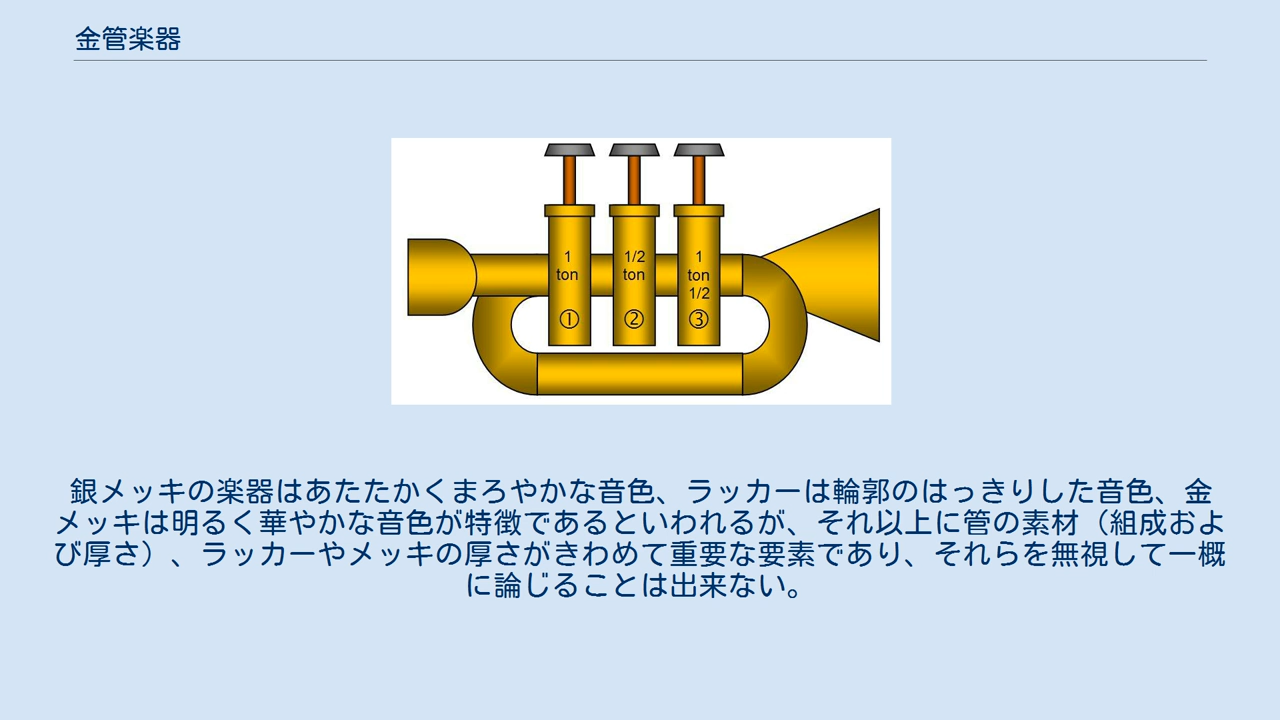 金管楽器
1
ton
①
1/2
ton
②
1
ton
1/2
③
銀メッキの楽器はあたたかくまろやかな音色、ラッカーは輪郭のはっきりした音色、金
メッキは明るく華やかな音色が特徴であるといわれるが、それ以上に管の素材（組成およ
び厚さ）、ラッカーやメッキの厚さがきわめて重要な要素であり、それらを無視して一概
に論じることは出来ない。